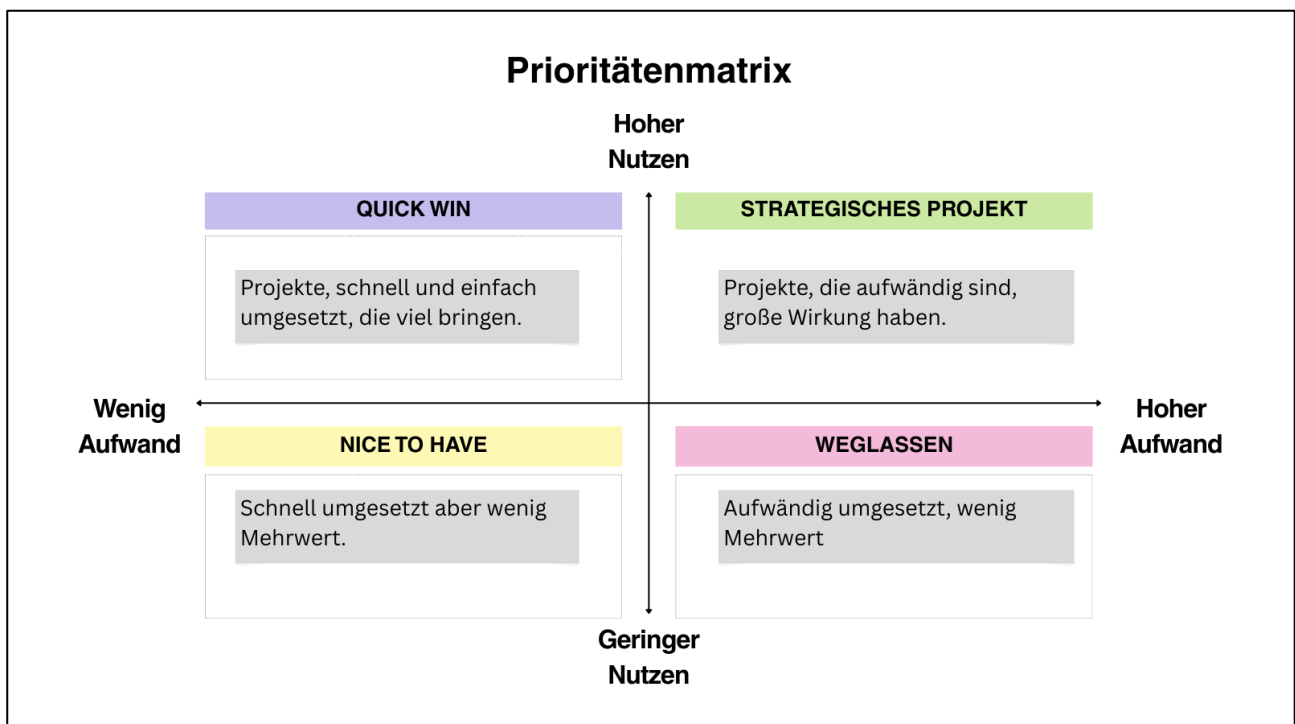 Prioritätenmatrix
Hoher
Nutzen
QUICK WIN
STRATEGISCHES PROJEKT
Projekte, schnell und einfach
umgesetzt, die viel bringen.
Projekte, die aufwändig sind,
große Wirkung haben.
Wenig
Aufwand
Hoher
Aufwand
NICE TO HAVE
WEGLASSEN
Schnell umgesetzt aber wenig
Mehrwert.
Aufwändig umgesetzt, wenig
Mehrwert
Geringer
Nutzen